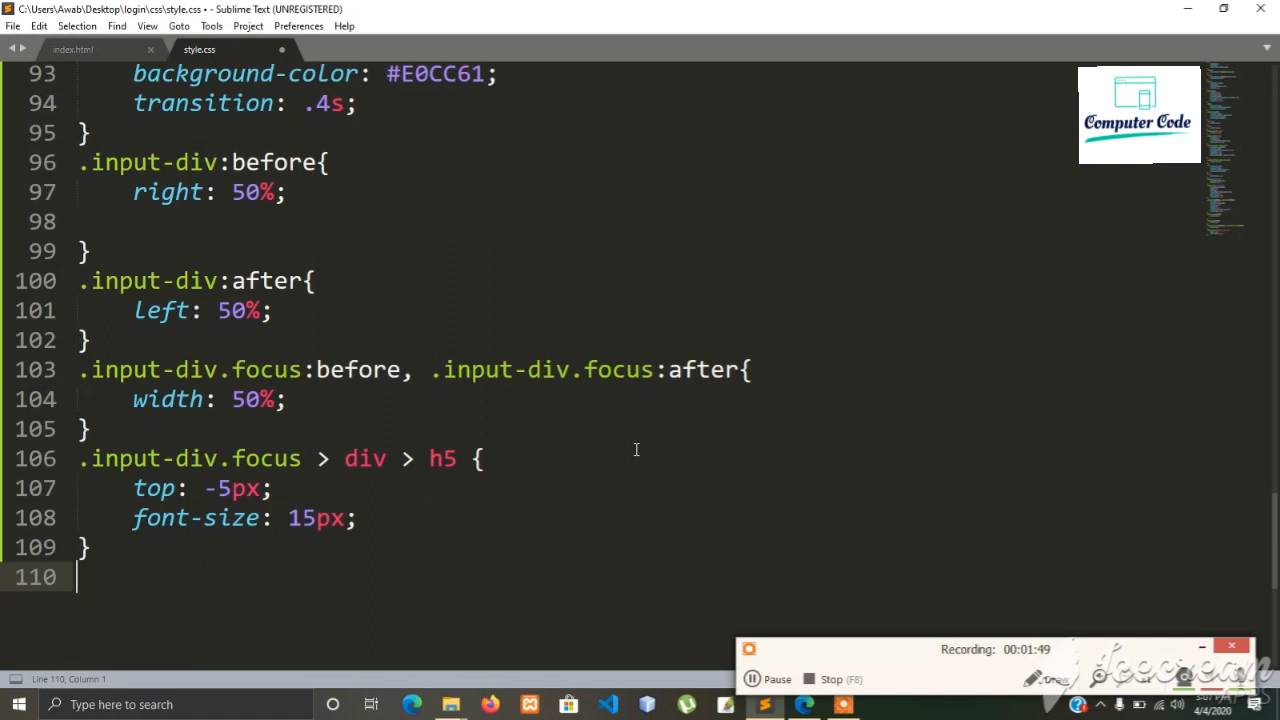 C:\Users\Awab\Desktop\login\css\style.css • - Sublime Text (UNREGISTERED)
File Edit Selection Find View Goto Tools Project Preferences Help
index.html
style.css
93 background-color: #E0CC61;
94 transition: .4s;
95 }
96 .input-div:before{
97 right: 50%;
98
99 }
100 .input-div:after{
101 left: 50%;
102 }
103 .input-div.focus:before, .input-div.focus:after{
104 width: 50%;
105 }
106 .input-div.focus > div > h5 {
107 top: -5px;
108 font-size: 15px;
109 }
110
Computer Code
Recording: 00:01:49
Pause Stop (F8) Draw
Line 110, Column 1
Type here to search
4/4/2020